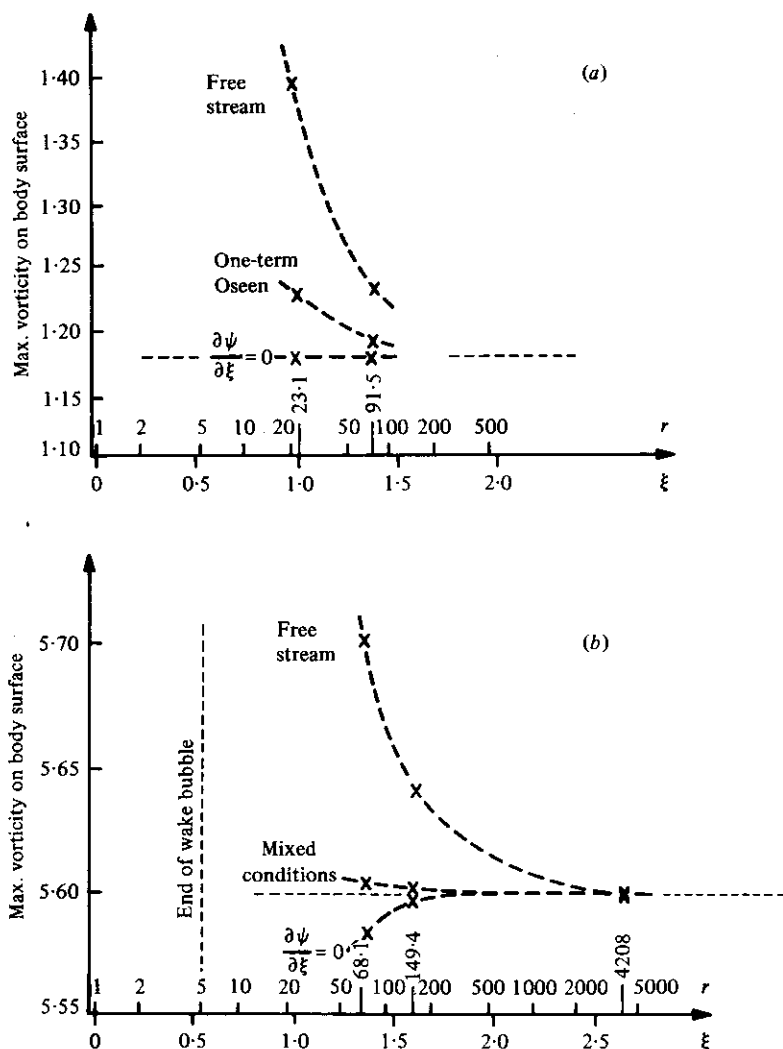 (a)
Max. vorticity on body surface
1·40
1·35
1·30
1·25
1·20
1·15
1·10
Free
stream
One-term
Oseen
∂ψ
∂ξ
= 0
23·1
91·5
1 2 5 10 20 50 100 200 500 r
0 0·5 1·0 1·5 2·0 ξ
(b)
Max. vorticity on body surface
5·70
5·65
5·60
5·55
End of wake bubble
Free
stream
Mixed
conditions
∂ψ
∂ξ
= 0
68·1
149·4
4208
1 2 5 10 20 50 100 200 500 1000 2000 5000 r
0 0·5 1·0 1·5 2·0 2·5 ξ